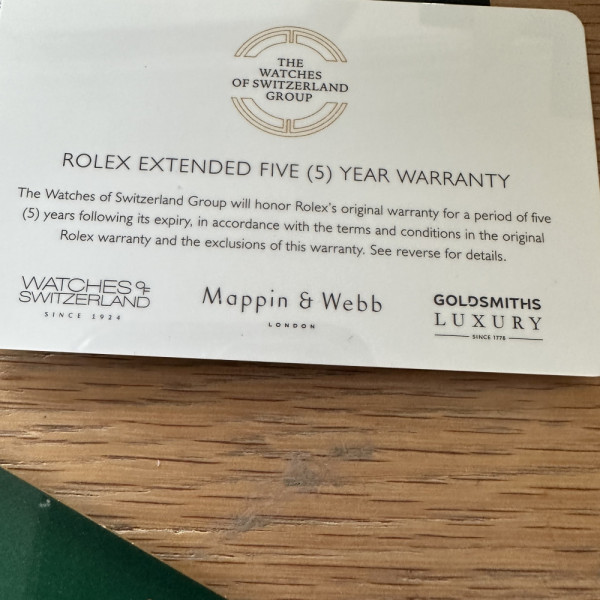 THE
WATCHES
OF SWITZERLAND
GROUP
ROLEX EXTENDED FIVE (5) YEAR WARRANTY
The Watches of Switzerland Group will honor Rolex's original warranty for a period of five
(5) years following its expiry, in accordance with the terms and conditions in the original
Rolex warranty and the exclusions of this warranty. See reverse for details.
WATCHES OF
SWITZERLAND
SINCE 1924
Mappin & Webb
LONDON
GOLDSMITHS
LUXURY
SINCE 1778